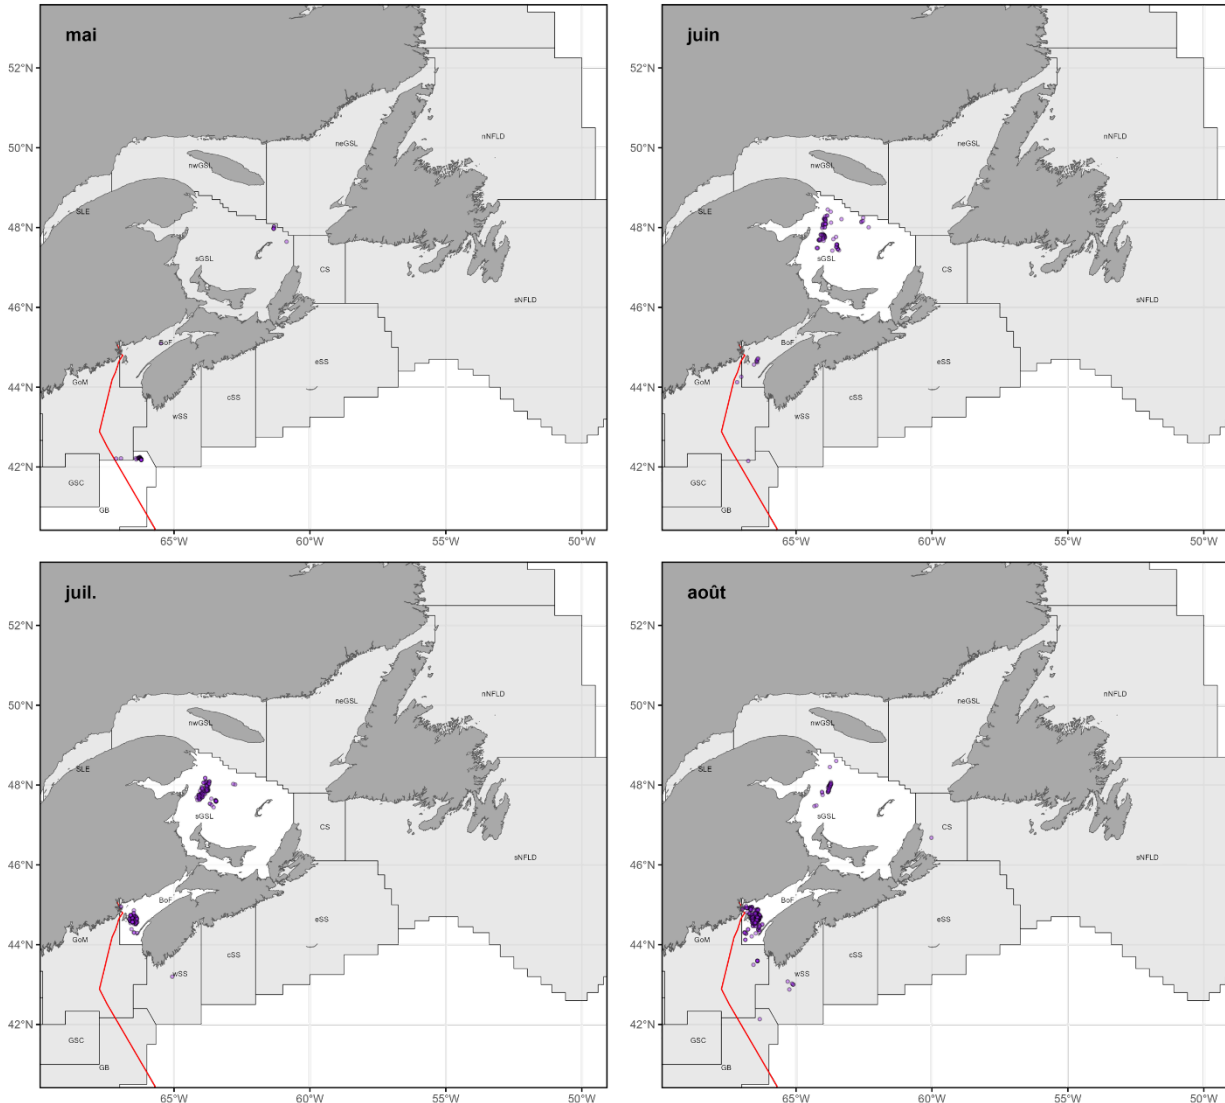 mai
52°N
50°N
48°N
46°N
44°N
42°N
nNFLD
neGSL
nwGSL
SLE
sGSL
CS
sNFLD
BoF
eSS
GoM
cSS
wSS
GSC
GB
65°W 60°W 55°W 50°W
juin
52°N
50°N
48°N
46°N
44°N
42°N
nNFLD
neGSL
nwGSL
SLE
sGSL
CS
sNFLD
BoF
eSS
GoM
cSS
wSS
GSC
GB
65°W 60°W 55°W 50°W
juil.
52°N
50°N
48°N
46°N
44°N
42°N
nNFLD
neGSL
nwGSL
SLE
sGSL
CS
sNFLD
BoF
eSS
GoM
cSS
wSS
GSC
GB
65°W 60°W 55°W 50°W
août
52°N
50°N
48°N
46°N
44°N
42°N
nNFLD
neGSL
nwGSL
SLE
sGSL
CS
sNFLD
BoF
eSS
GoM
cSS
wSS
GSC
GB
65°W 60°W 55°W 50°W